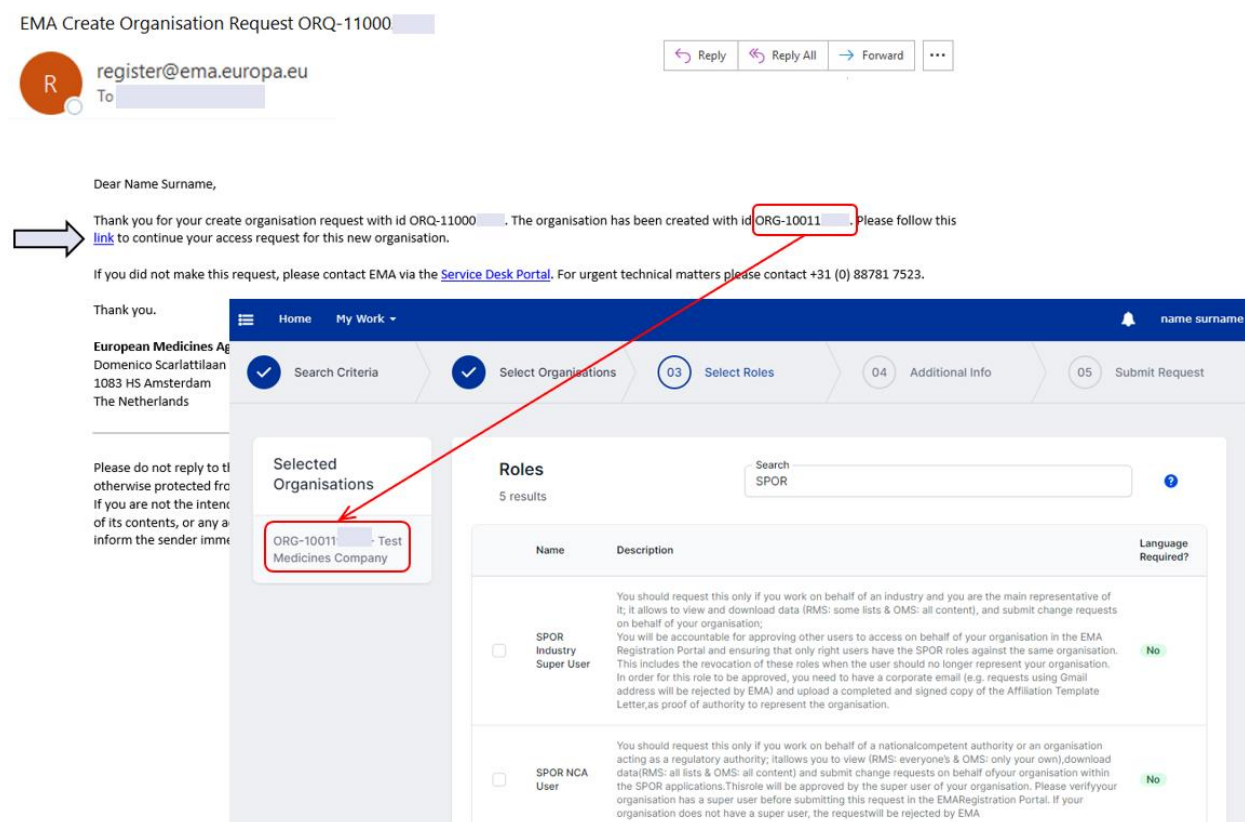 EMA Create Organisation Request ORQ-11000
R
register@ema.europa.eu
To
Reply
Reply All
Forward
Dear Name Surname,
Thank you for your create organisation request with id ORQ-11000 . The organisation has been created with id ORG-10011 . Please follow this
link to continue your access request for this new organisation.
If you did not make this request, please contact EMA via the Service Desk Portal. For urgent technical matters please contact +31 (0) 88781 7523.
Thank you.
European Medicines Ag
Domenico Scarlattilaan
1083 HS Amsterdam
The Netherlands
Please do not reply to th
otherwise protected fro
If you are not the intend
of its contents, or any a
inform the sender imme
Home My Work
name surname
Search Criteria
Select Organisations
03 Select Roles
04 Additional Info
05 Submit Request
Selected
Organisations
ORG-10011 - Test
Medicines Company
Roles
5 results
Search
SPOR
Name
Description
Language
Required?
SPOR
Industry
Super User
You should request this only if you work on behalf of an industry and you are the main representative of
it; it allows to view and download data (RMS: some lists & OMS: all content), and submit change requests
on behalf of your organisation;
You will be accountable for approving other users to access on behalf of your organisation in the EMA
Registration Portal and ensuring that only right users have the SPOR roles against the same organisation.
This includes the revocation of these roles when the user should no longer represent your organisation.
In order for this role to be approved, you need to have a corporate email (e.g. requests using Gmail
address will be rejected by EMA) and upload a completed and signed copy of the Affiliation Template
Letter,as proof of authority to represent the organisation.
No
SPOR NCA
User
You should request this only if you work on behalf of a nationalcompetent authority or an organisation
acting as a regulatory authority; itallows you to view (RMS: everyone's & OMS: only your own),download
data(RMS: all lists & OMS: all content) and submit change requests on behalf ofyour organisation within
the SPOR applications.Thisrole will be approved by the super user of your organisation. Please verifyyour
organisation has a super user before submitting this request in the EMARegistration Portal. If your
organisation does not have a super user, the requestwill be rejected by EMA
No